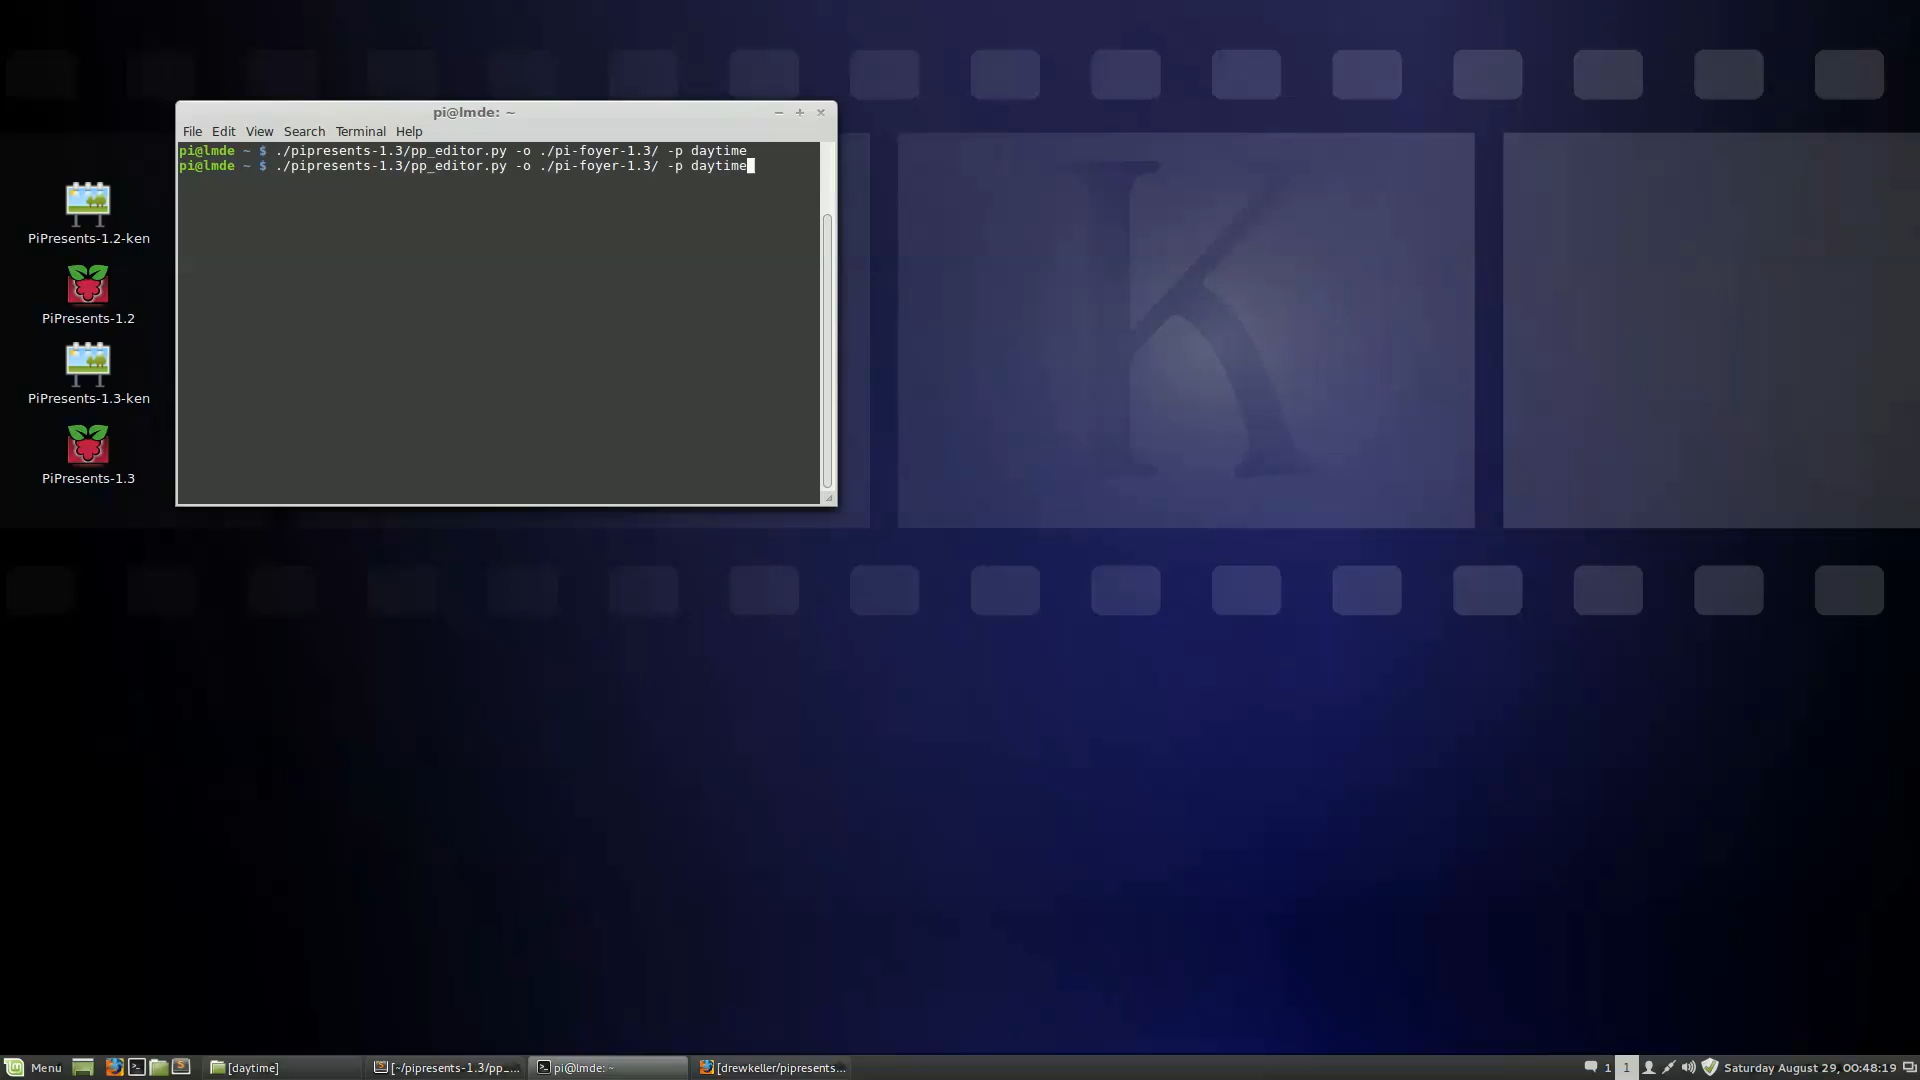 pi@lmde: ~
File Edit View Search Terminal Help
pi@lmde ~ $ ./pipresents-1.3/pp_editor.py -o ./pi-foyer-1.3/ -p daytime
pi@lmde ~ $ ./pipresents-1.3/pp_editor.py -o ./pi-foyer-1.3/ -p daytime
PiPresents-1.2-ken
PiPresents-1.2
PiPresents-1.3-ken
PiPresents-1.3
K
Menu [daytime] [~/pipresents-1.3/pp_... pi@lmde: ~ [drewkeller/pipresents... 1 1 Saturday August 29, 00:48:19